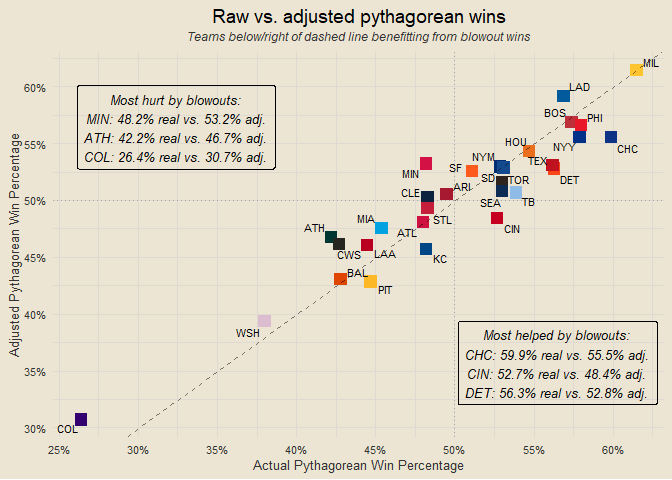 Raw vs. adjusted pythagorean wins
Teams below/right of dashed line benefitting from blowout wins
Adjusted Pythagorean Win Percentage
60%
55%
50%
45%
40%
35%
30%
Most hurt by blowouts:
MIN: 48.2% real vs. 53.2% adj.
ATH: 42.2% real vs. 46.7% adj.
COL: 26.4% real vs. 30.7% adj.
MIL
LAD
BOS
PHI
HOU
NYY
CHC
NYM
TEX
SF
MIN
SD
TOR
DET
CLE
ARI
SEA
TB
MIA
STL
ATH
ATL
CIN
CWS
LAA
KC
BAL
PIT
WSH
COL
Most helped by blowouts:
CHC: 59.9% real vs. 55.5% adj.
CIN: 52.7% real vs. 48.4% adj.
DET: 56.3% real vs. 52.8% adj.
25%
30%
35%
40%
45%
50%
55%
60%
Actual Pythagorean Win Percentage